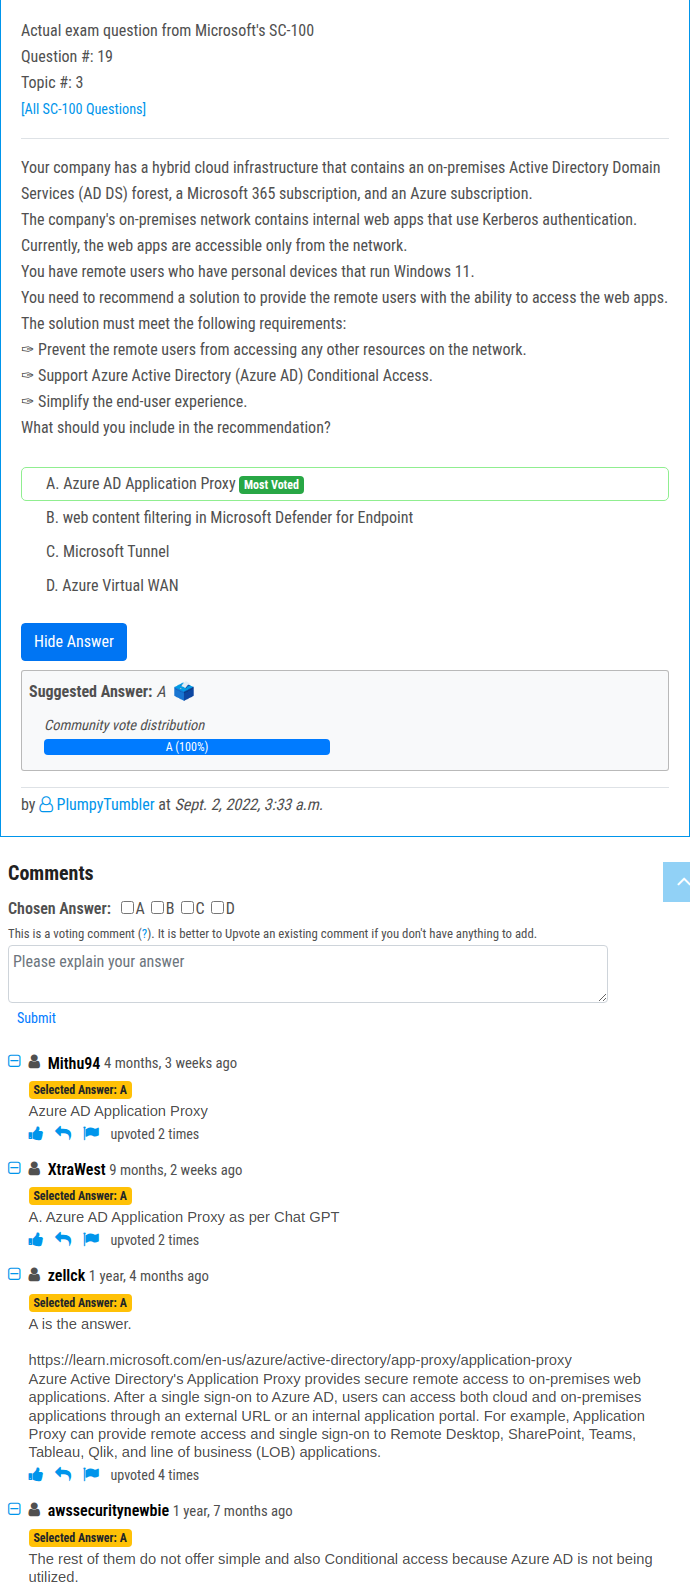 Actual exam question from Microsoft's SC-100
Question #: 19
Topic #: 3
[All SC-100 Questions]
Your company has a hybrid cloud infrastructure that contains an on-premises Active Directory Domain
Services (AD DS) forest, a Microsoft 365 subscription, and an Azure subscription.
The company's on-premises network contains internal web apps that use Kerberos authentication.
Currently, the web apps are accessible only from the network.
You have remote users who have personal devices that run Windows 11.
You need to recommend a solution to provide the remote users with the ability to access the web apps.
The solution must meet the following requirements:
✑ Prevent the remote users from accessing any other resources on the network.
✑ Support Azure Active Directory (Azure AD) Conditional Access.
✑ Simplify the end-user experience.
What should you include in the recommendation?
A. Azure AD Application Proxy Most Voted
B. web content filtering in Microsoft Defender for Endpoint
C. Microsoft Tunnel
D. Azure Virtual WAN
Hide Answer
Suggested Answer: A
Community vote distribution
A (100%)
by PlumpyTumbler at Sept. 2, 2022, 3:33 a.m.
Comments
Chosen Answer: A B C D
This is a voting comment (?). It is better to Upvote an existing comment if you don't have anything to add.
Please explain your answer
Submit
Mithu94 4 months, 3 weeks ago
Selected Answer: A
Azure AD Application Proxy
upvoted 2 times
XtraWest 9 months, 2 weeks ago
Selected Answer: A
A. Azure AD Application Proxy as per Chat GPT
upvoted 2 times
zellck 1 year, 4 months ago
Selected Answer: A
A is the answer.
https://learn.microsoft.com/en-us/azure/active-directory/app-proxy/application-proxy
Azure Active Directory's Application Proxy provides secure remote access to on-premises web
applications. After a single sign-on to Azure AD, users can access both cloud and on-premises
applications through an external URL or an internal application portal. For example, Application
Proxy can provide remote access and single sign-on to Remote Desktop, SharePoint, Teams,
Tableau, Qlik, and line of business (LOB) applications.
upvoted 4 times
awssecuritynewbie 1 year, 7 months ago
Selected Answer: A
The rest of them do not offer simple and also Conditional access because Azure AD is not being
utilized.